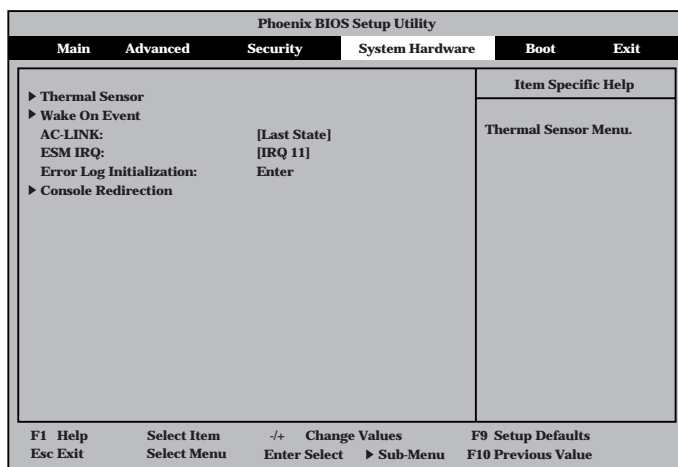 Phoenix BIOS Setup Utility
Main Advanced Security System Hardware Boot Exit
Item Specific Help
Thermal Sensor Menu.
▶ Thermal Sensor
▶ Wake On Event
AC-LINK: [Last State]
ESM IRQ: [IRQ 11]
Error Log Initialization: Enter
▶ Console Redirection
F1 Help Select Item -/+ Change Values F9 Setup Defaults
Esc Exit Select Menu Enter Select ▶ Sub-Menu F10 Previous Value